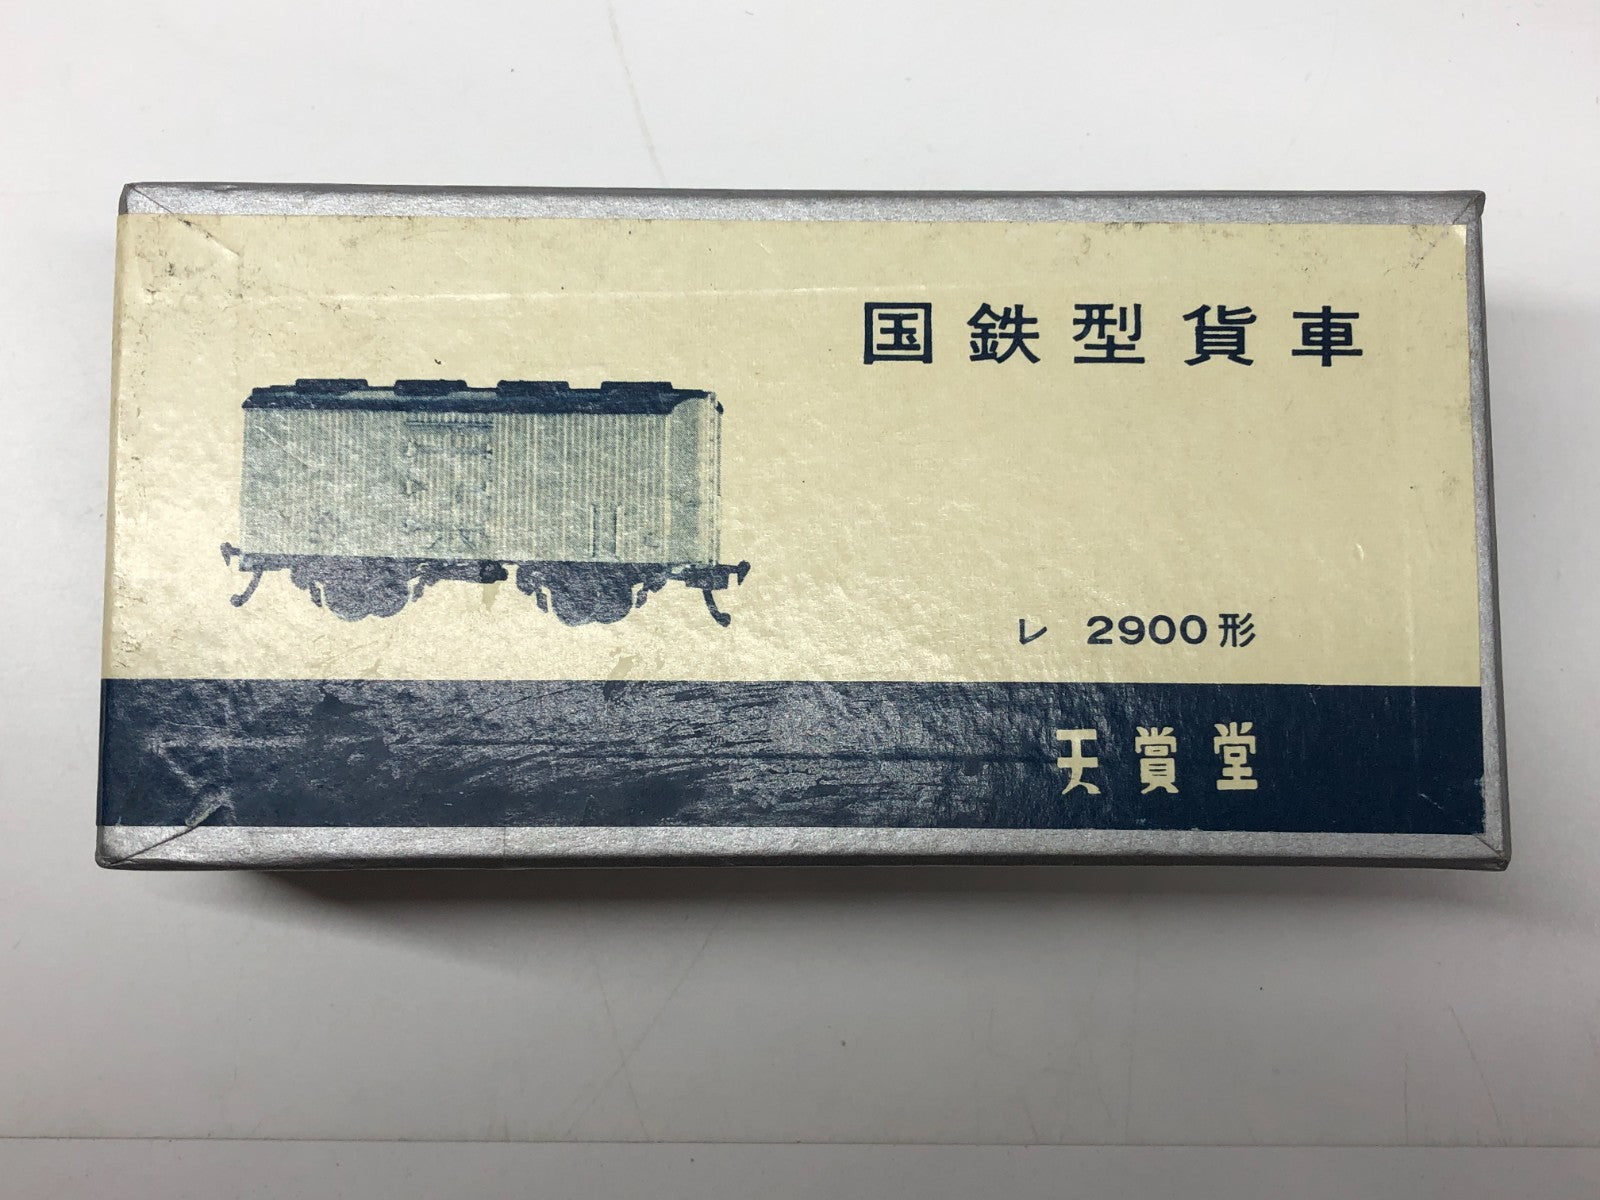 国鉄型貨車
レ 2900形
天賞堂